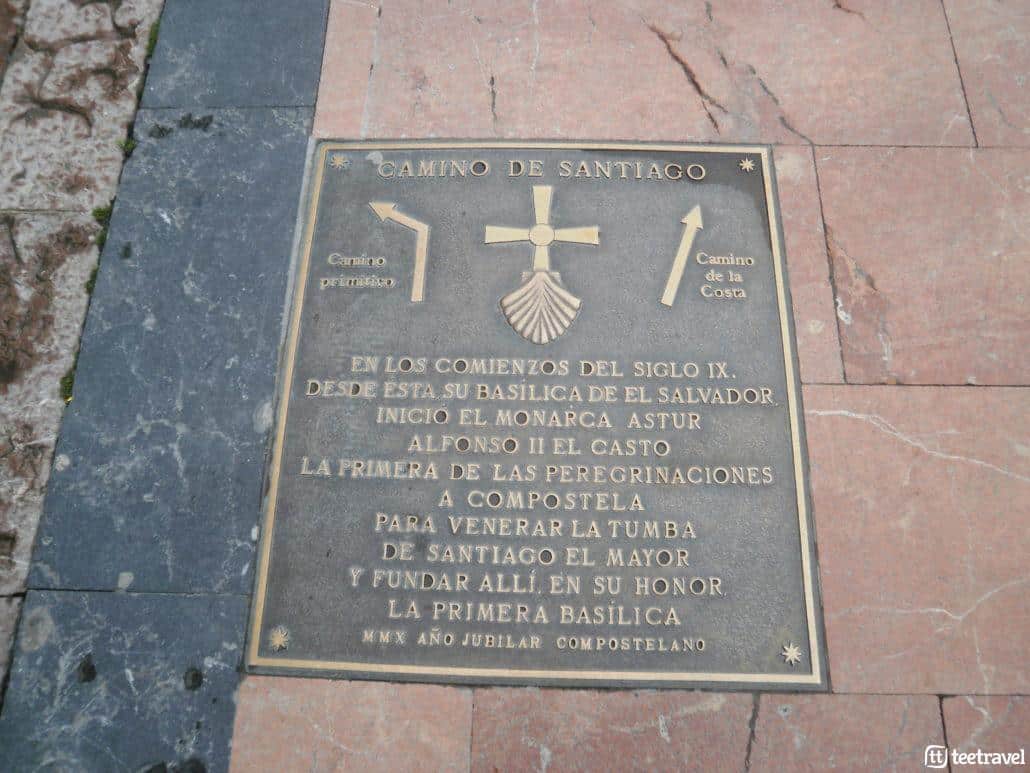 CAMINO DE SANTIAGO
Camino
primitivo
Camino
de la
Costa
EN LOS COMIENZOS DEL SIGLO IX.
DESDE ÉSTA, SU BASÍLICA DE EL SALVADOR,
INICIO EL MONARCA ASTUR
ALFONSO II EL CASTO
LA PRIMERA DE LAS PEREGRINACIONES
A COMPOSTELA
PARA VENERAR LA TUMBA
DE SANTIAGO EL MAYOR
Y FUNDAR ALLÍ, EN SU HONOR,
LA PRIMERA BASÍLICA
MMX AÑO JUBILAR COMPOSTELANO
tt teetravel